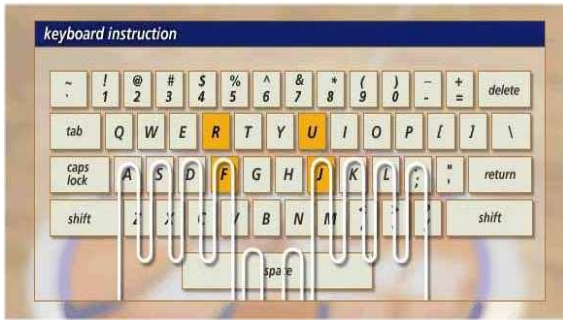 keyboard instruction
~ ! @ # $ % ^ & * ( ) _ +
` 1 2 3 4 5 6 7 8 9 0 - = delete
tab Q W E R T Y U I O P [ ] \
caps lock A S D F G H J K L ; " ' return
shift Z X C V B N M shift
space